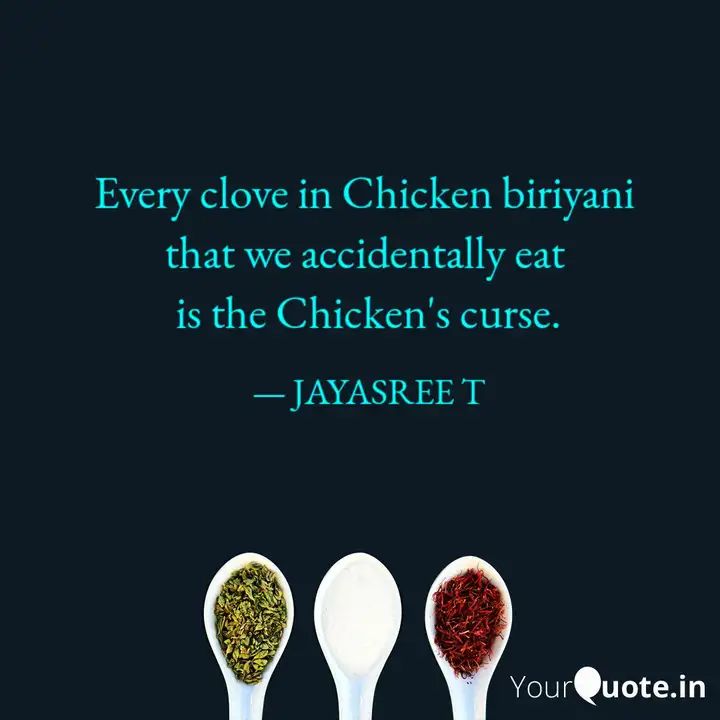 Every clove in Chicken biriyani
that we accidentally eat
is the Chicken's curse.
— JAYASREE T
YourQuote.in